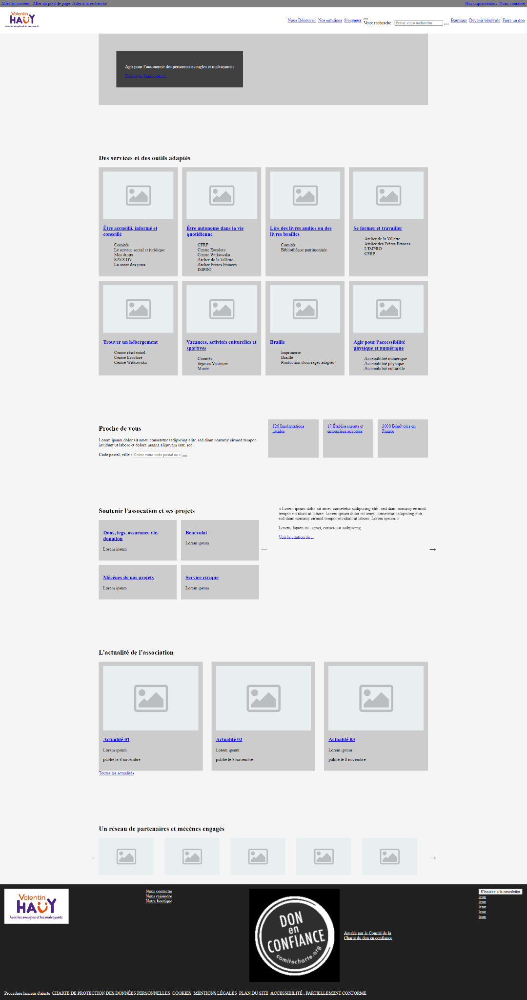 Aller au contenu Aller au pied de page Aller a la recherche Nos implantations Nous contacter
Valentin
HAÜY
Avec les aveugles et les malvoyants
Nous Découvrir Nos solutions S'engager Votre recherche : Entrer votre recherche Boutique Devenir bénévole Faire un don
Agir pour l'autonomie des personnes aveugles et malvoyantes
Découvrir l'association
Des services et des outils adaptés
Être accueilli, informé et
conseillé
Comités
Le service social et juridique
Mes droits
SAVS DV
La santé des yeux
Être autonome dans la vie
quotidienne
CFRP
Centre Escolore
Centre Witkowska
Atelier de la Villette
Atelier Frères Frances
IMPRO
Lire des livres audios ou des
livres brailles
Comités
Bibliothèque patrimoniale
Se former et travailler
Atelier de la Villette
Atelier des Frères Frances
L'IMPRO
CFRP
Trouver un hébergement
Centre résidentiel
Centre Escolore
Centre Witkowska
Vacances, activités culturelles et
sportives
Comités
Séjours Vacances
Musée
Braille
Imprimerie
Braille
Production d'ouvrages adaptés
Agir pour l'accessibilité
physique et numérique
Accessibilité numérique
Accessibilité physique
Accessibilité culturelle
Proche de vous
Lorem ipsum dolor sit amet, consetetur sadipscing elitr, sed diam nonumy eirmod tempor
invidunt ut labore et dolore magna aliquyam erat, sed.
Code postal, ville : Entrer votre code postal ou v
126 Implantations
locales
17 Établissements et
entreprises adaptées
3000 Bénévoles en
France
Soutenir l'assocation et ses projets
Dons, legs, assurance vie,
donation
Lorem ipsum
Bénévolat
Lorem ipsum
Mécènes de nos projets
Lorem ipsum
Service civique
Lorem ipsum
« Lorem ipsum dolor sit amet, consetetur sadipscing elitr, sed diam nonumy eirmod
tempor invidunt ut labore. Lorem ipsum dolor sit amet, consetetur sadipscing elitr,
sed diam nonumy eirmod tempor invidunt ut labore. Lorem ipsum. »
Lorem, Ispum sit - amet, consetetur sadipscing
Voir la citation de ...
L'actualité de l'association
Actualité 01
Lorem ipsum
publié le 8 novembre
Actualité 02
Lorem ipsum
publié le 8 novembre
Actualité 03
Lorem ipsum
publié le 8 novembre
Toutes les actualités
Un réseau de partenaires et mécènes engagés
Valentin
HAÜY
Avec les aveugles et les malvoyants
Nous contacter
Nous rejoindre
Notre boutique
DON
en
CONFIANCE
comitecharte.org
Agréée par le Comité de la
Charte du don en confiance
S'inscrire a la newsletter
icon
icon
icon
icon
icon
Procedure lanceur d'alerte CHARTE DE PROTECTION DES DONNÉES PERSONNELLES COOKIES MENTIONS LÉGALES PLAN DU SITE ACCESSIBILITÉ : PARTIELLEMENT CONFORME